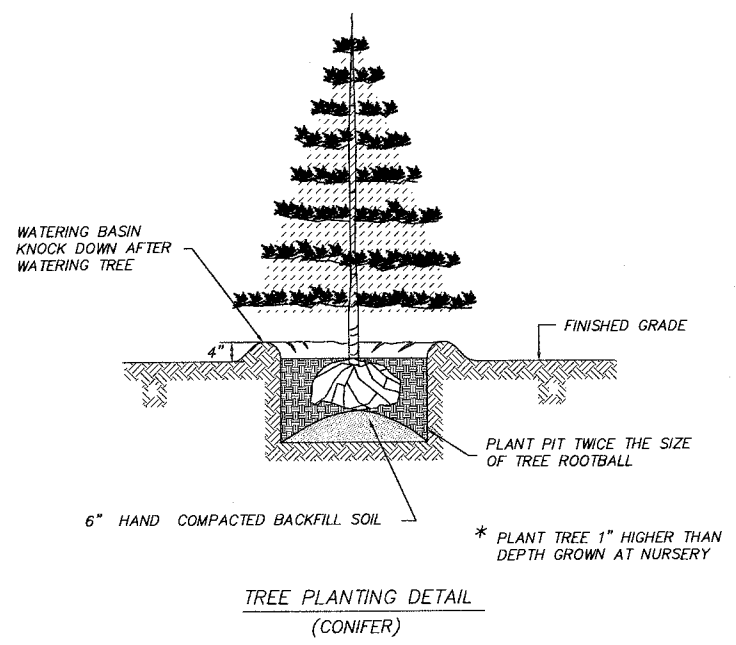 WATERING BASIN
KNOCK DOWN AFTER
WATERING TREE
4"
FINISHED GRADE
PLANT PIT TWICE THE SIZE
OF TREE ROOTBALL
6" HAND COMPACTED BACKFILL SOIL
* PLANT TREE 1" HIGHER THAN
DEPTH GROWN AT NURSERY
TREE PLANTING DETAIL
(CONIFER)